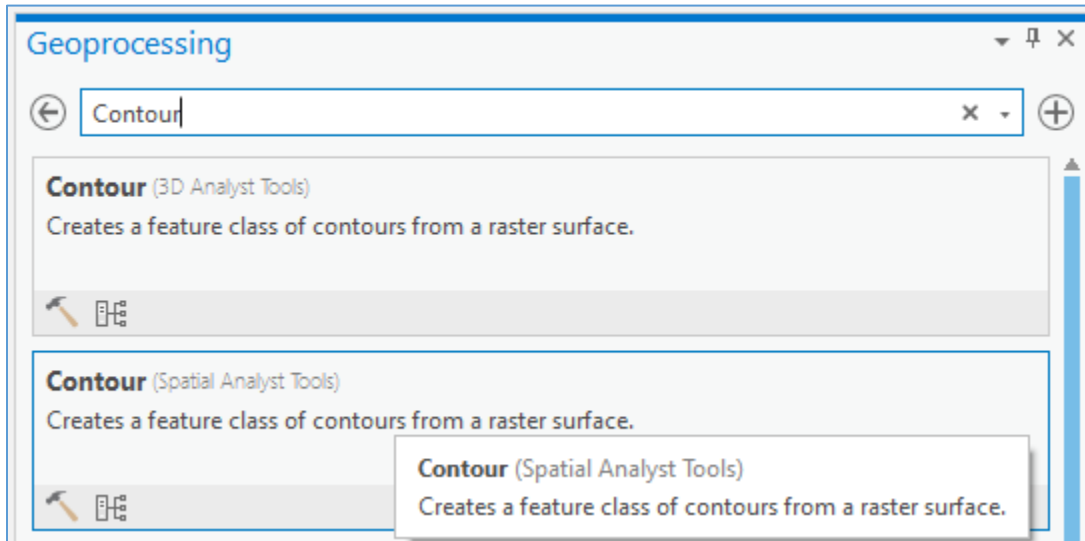 Geoprocessing
Contour
Contour (3D Analyst Tools)
Creates a feature class of contours from a raster surface.
Contour (Spatial Analyst Tools)
Creates a feature class of contours from a raster surface.
Contour (Spatial Analyst Tools)
Creates a feature class of contours from a raster surface.